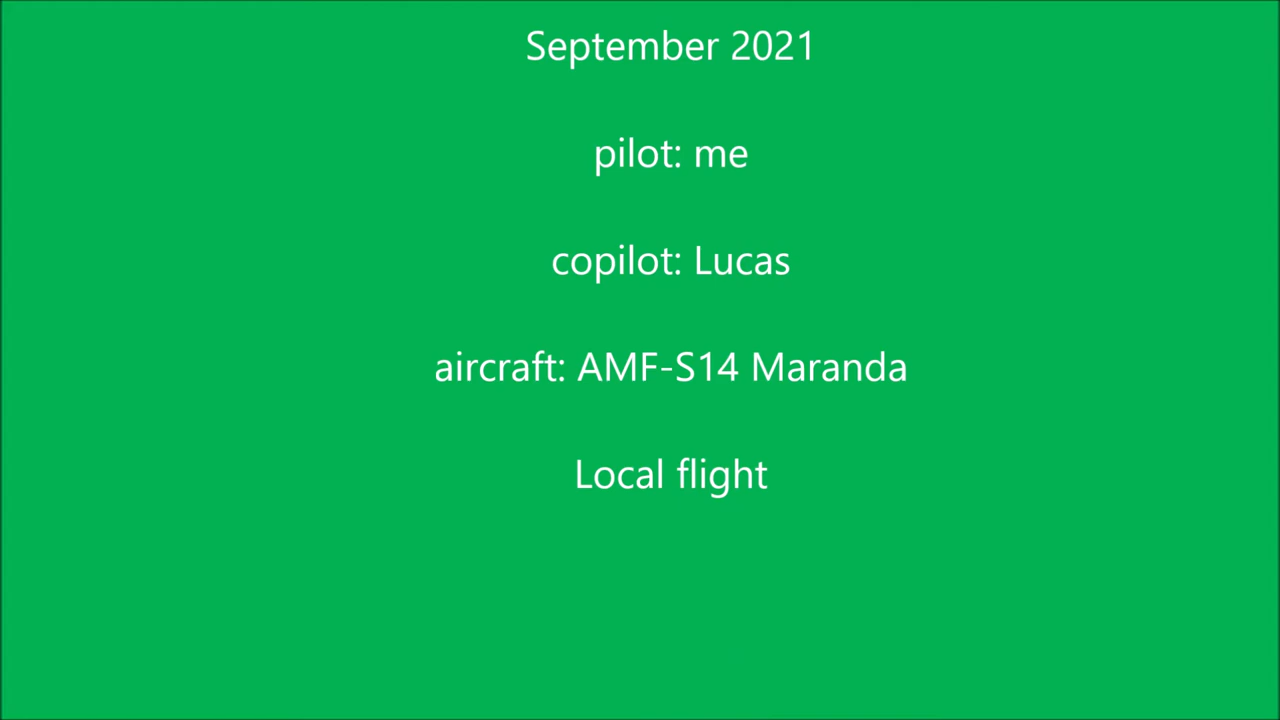 September 2021
pilot: me
copilot: Lucas
aircraft: AMF-S14 Maranda
Local flight